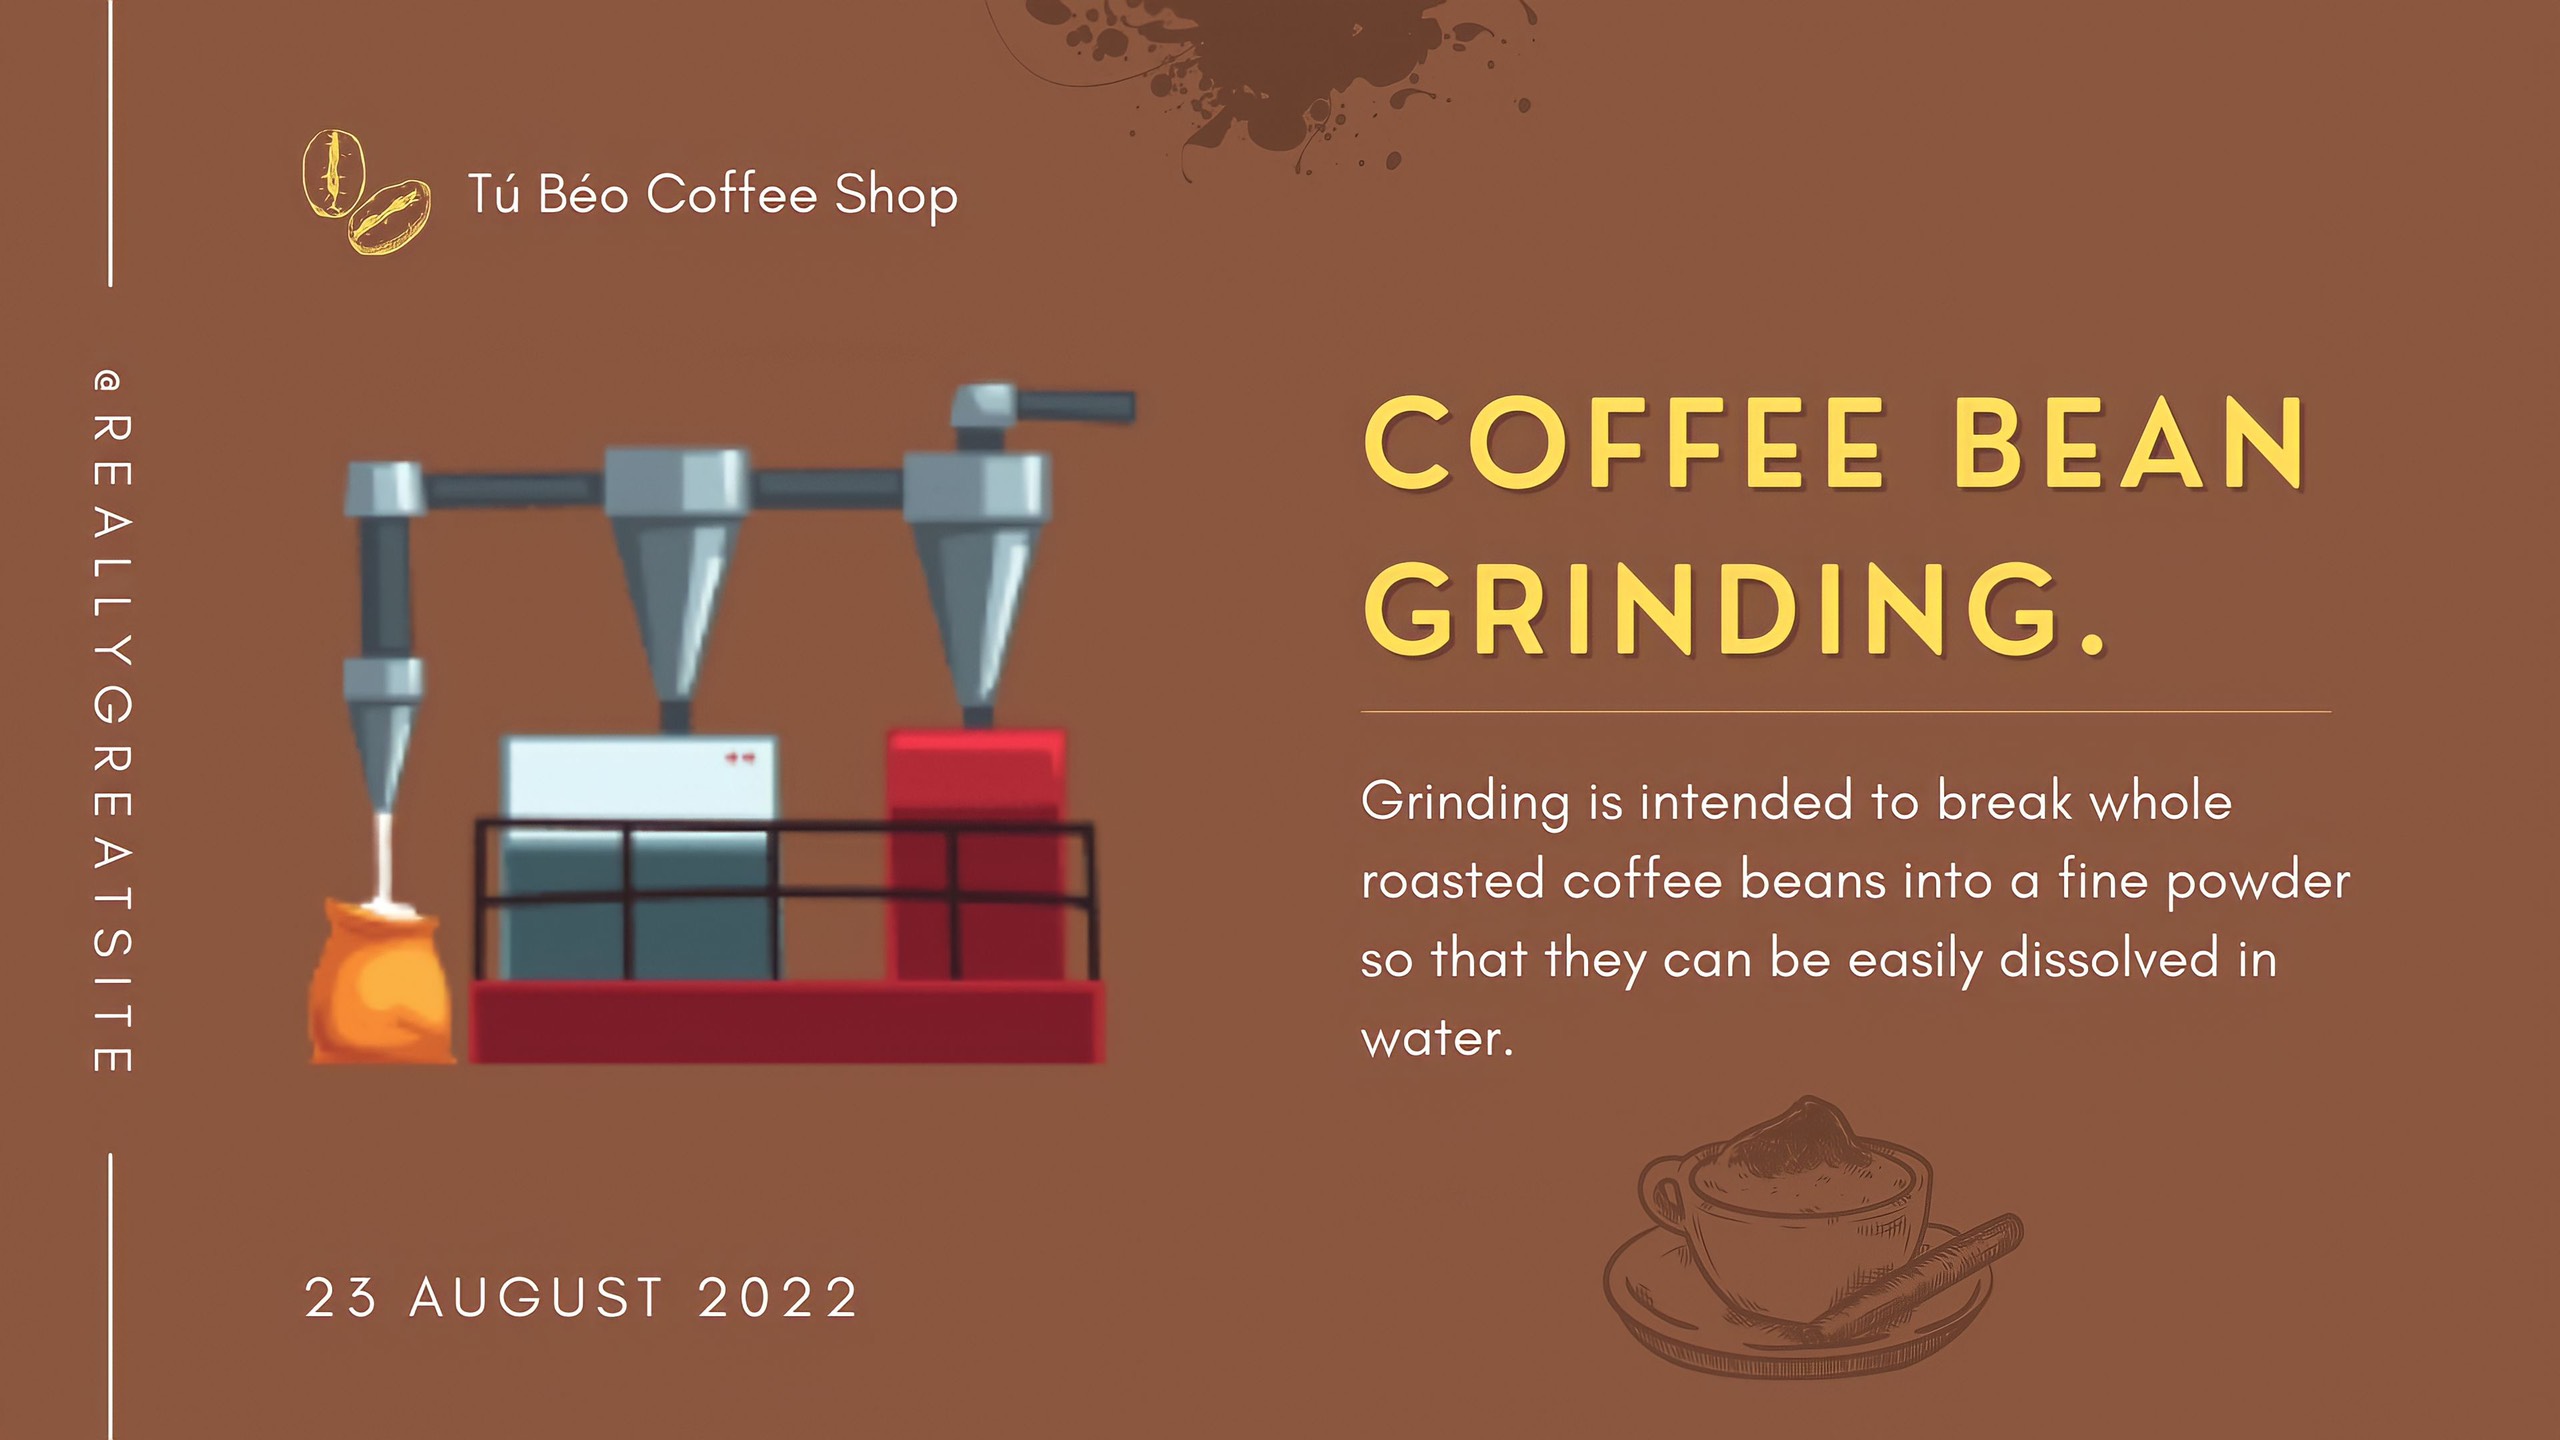 Tú Béo Coffee Shop
@REALLYGREATSITE
COFFEE BEAN
GRINDING.
Grinding is intended to break whole
roasted coffee beans into a fine powder
so that they can be easily dissolved in
water.
23 AUGUST 2022